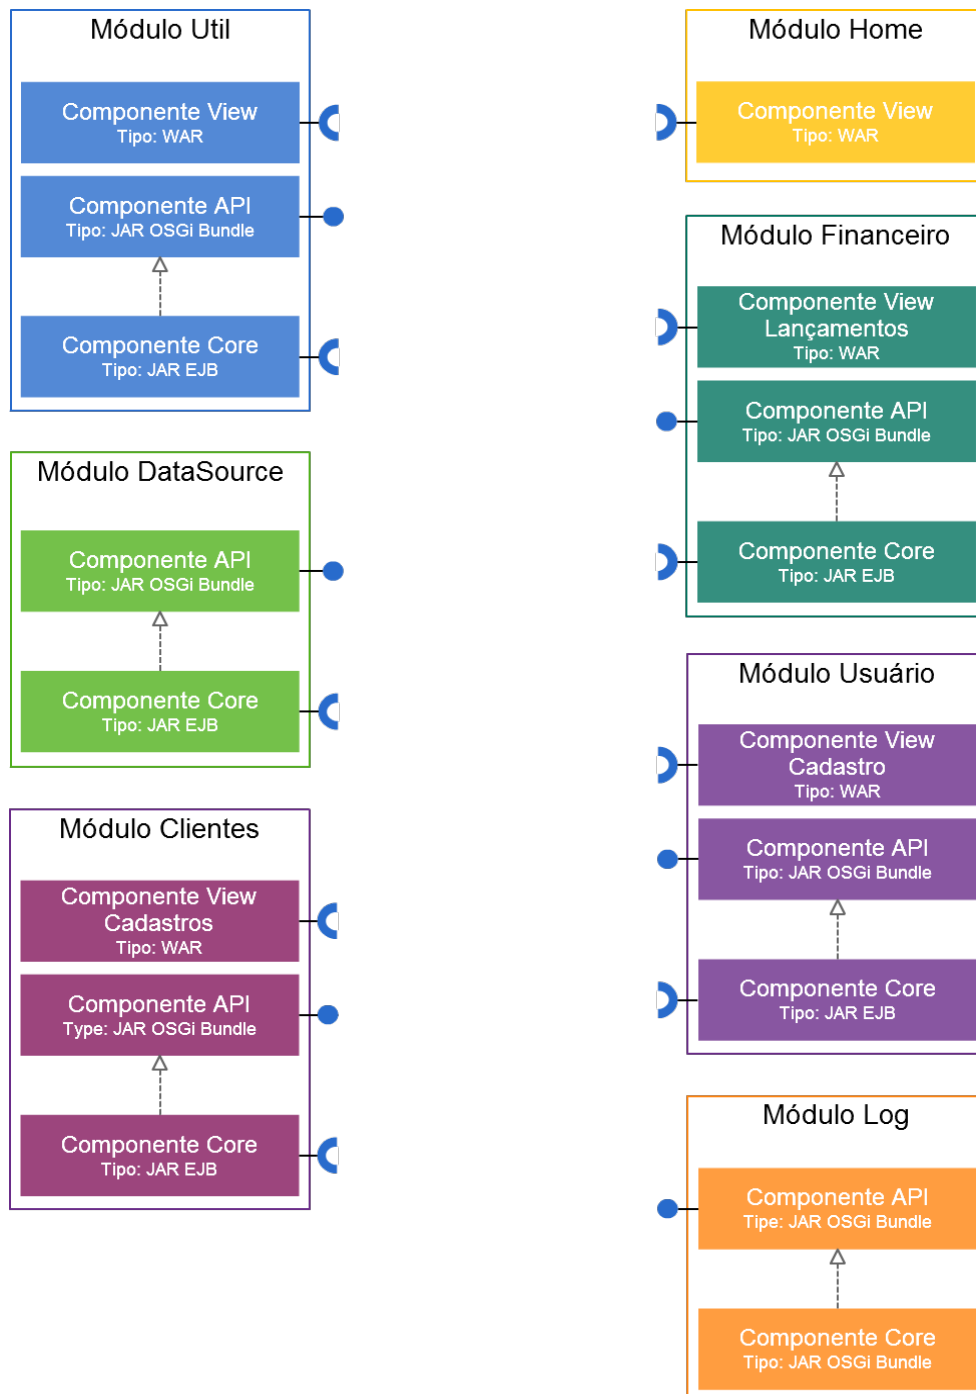 Módulo Util
Componente View
Tipo: WAR
Componente API
Tipo: JAR OSGi Bundle
Componente Core
Tipo: JAR EJB
Módulo DataSource
Componente API
Tipo: JAR OSGi Bundle
Componente Core
Tipo: JAR EJB
Módulo Clientes
Componente View
Cadastros
Tipo: WAR
Componente API
Type: JAR OSGi Bundle
Componente Core
Tipo: JAR EJB
Módulo Home
Componente View
Tipo: WAR
Módulo Financeiro
Componente View
Lançamentos
Tipo: WAR
Componente API
Tipo: JAR OSGi Bundle
Componente Core
Tipo: JAR EJB
Módulo Usuário
Componente View
Cadastro
Tipo: WAR
Componente API
Tipo: JAR OSGi Bundle
Componente Core
Tipo: JAR EJB
Módulo Log
Componente API
Tipe: JAR OSGi Bundle
Componente Core
Tipo: JAR OSGi Bundle